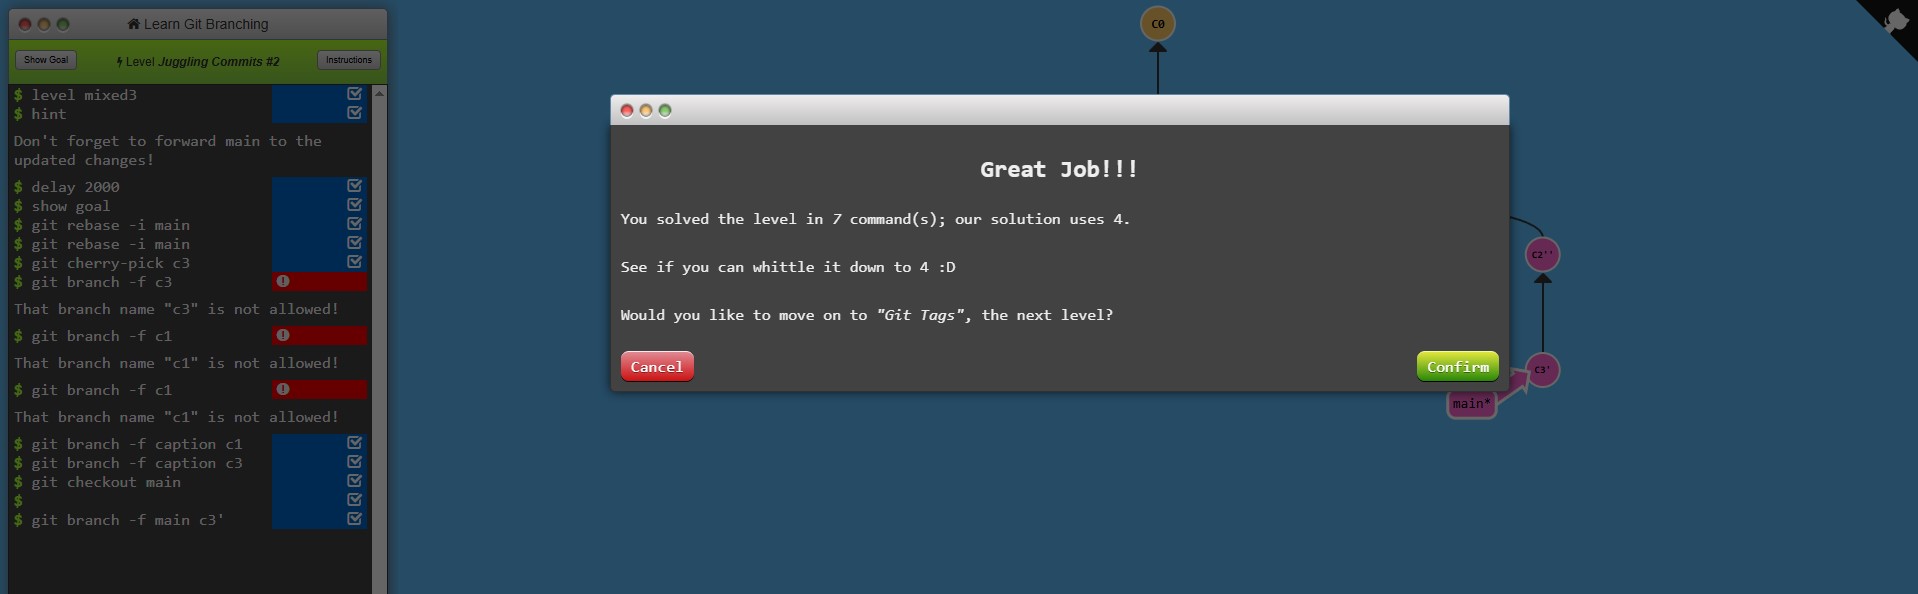 Learn Git Branching
Show Goal
Level Juggling Commits #2
Instructions
$ level mixed3
$ hint
Don't forget to forward main to the
updated changes!
$ delay 2000
$ show goal
$ git rebase -i main
$ git rebase -i main
$ git cherry-pick c3
$ git branch -f c3
That branch name "c3" is not allowed!
$ git branch -f c1
That branch name "c1" is not allowed!
$ git branch -f c1
That branch name "c1" is not allowed!
$ git branch -f caption c1
$ git branch -f caption c3
$ git checkout main
$
$ git branch -f main c3'
C0
Great Job!!!
You solved the level in 7 command(s); our solution uses 4.
See if you can whittle it down to 4 :D
Would you like to move on to "Git Tags", the next level?
Cancel
Confirm
C2''
C3'
main*